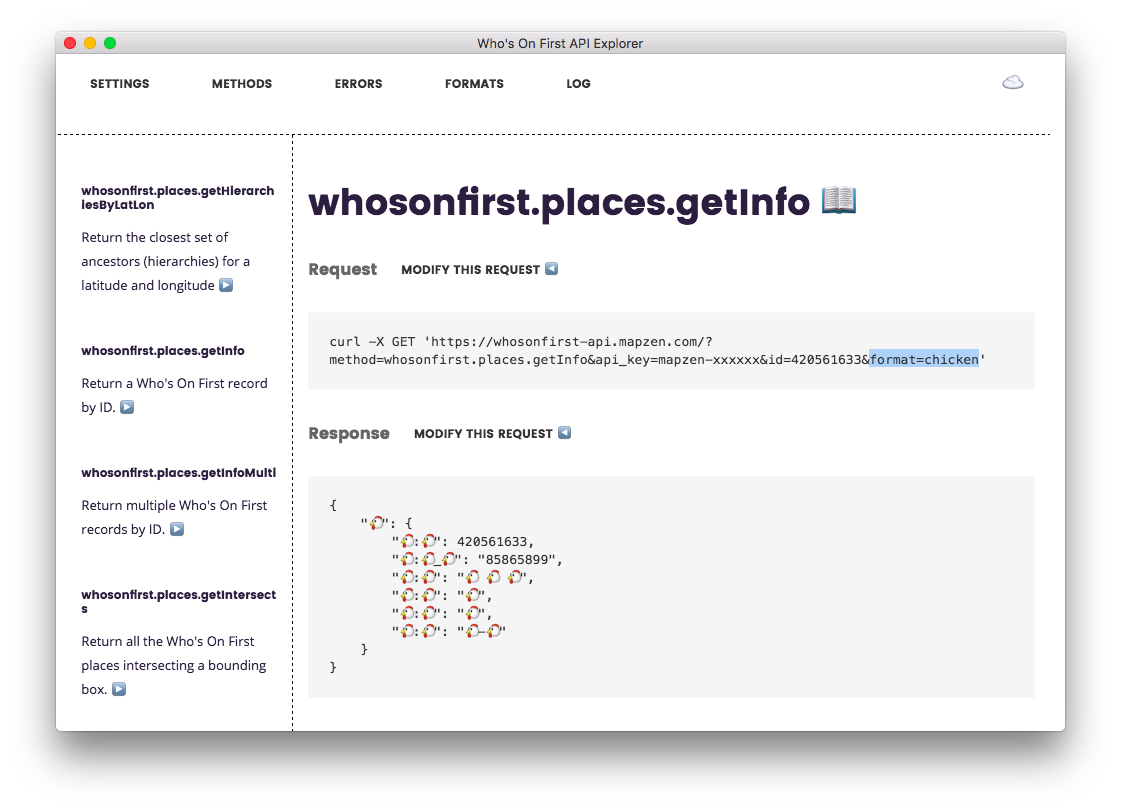 Who's On First API Explorer
SETTINGS METHODS ERRORS FORMATS LOG
whosonfirst.places.getHierarch
iesByLatLon
Return the closest set of
ancestors (hierarchies) for a
latitude and longitude ◀️
whosonfirst.places.getInfo
Return a Who's On First record
by ID. ▶️
whosonfirst.places.getInfoMulti
Return multiple Who's On First
records by ID. ▶️
whosonfirst.places.getIntersect
s
Return all the Who's On First
places intersecting a bounding
box. ▶️
whosonfirst.places.getInfo 📖
Request MODIFY THIS REQUEST ◀️
curl -X GET 'https://whosonfirst-api.mapzen.com/?
method=whosonfirst.places.getInfo&api_key=mapzen-xxxxxx&id=420561633&format=chicken'
Response MODIFY THIS REQUEST ◀️
{
"🐔": {
"🐔:🐔": 420561633,
"🐔:🐔_🐔": "85865899",
"🐔:🐔": "🐔 🐔 🐔",
"🐔:🐔": "🐔",
"🐔:🐔": "🐔",
"🐔:🐔": "🐔-🐔"
}
}